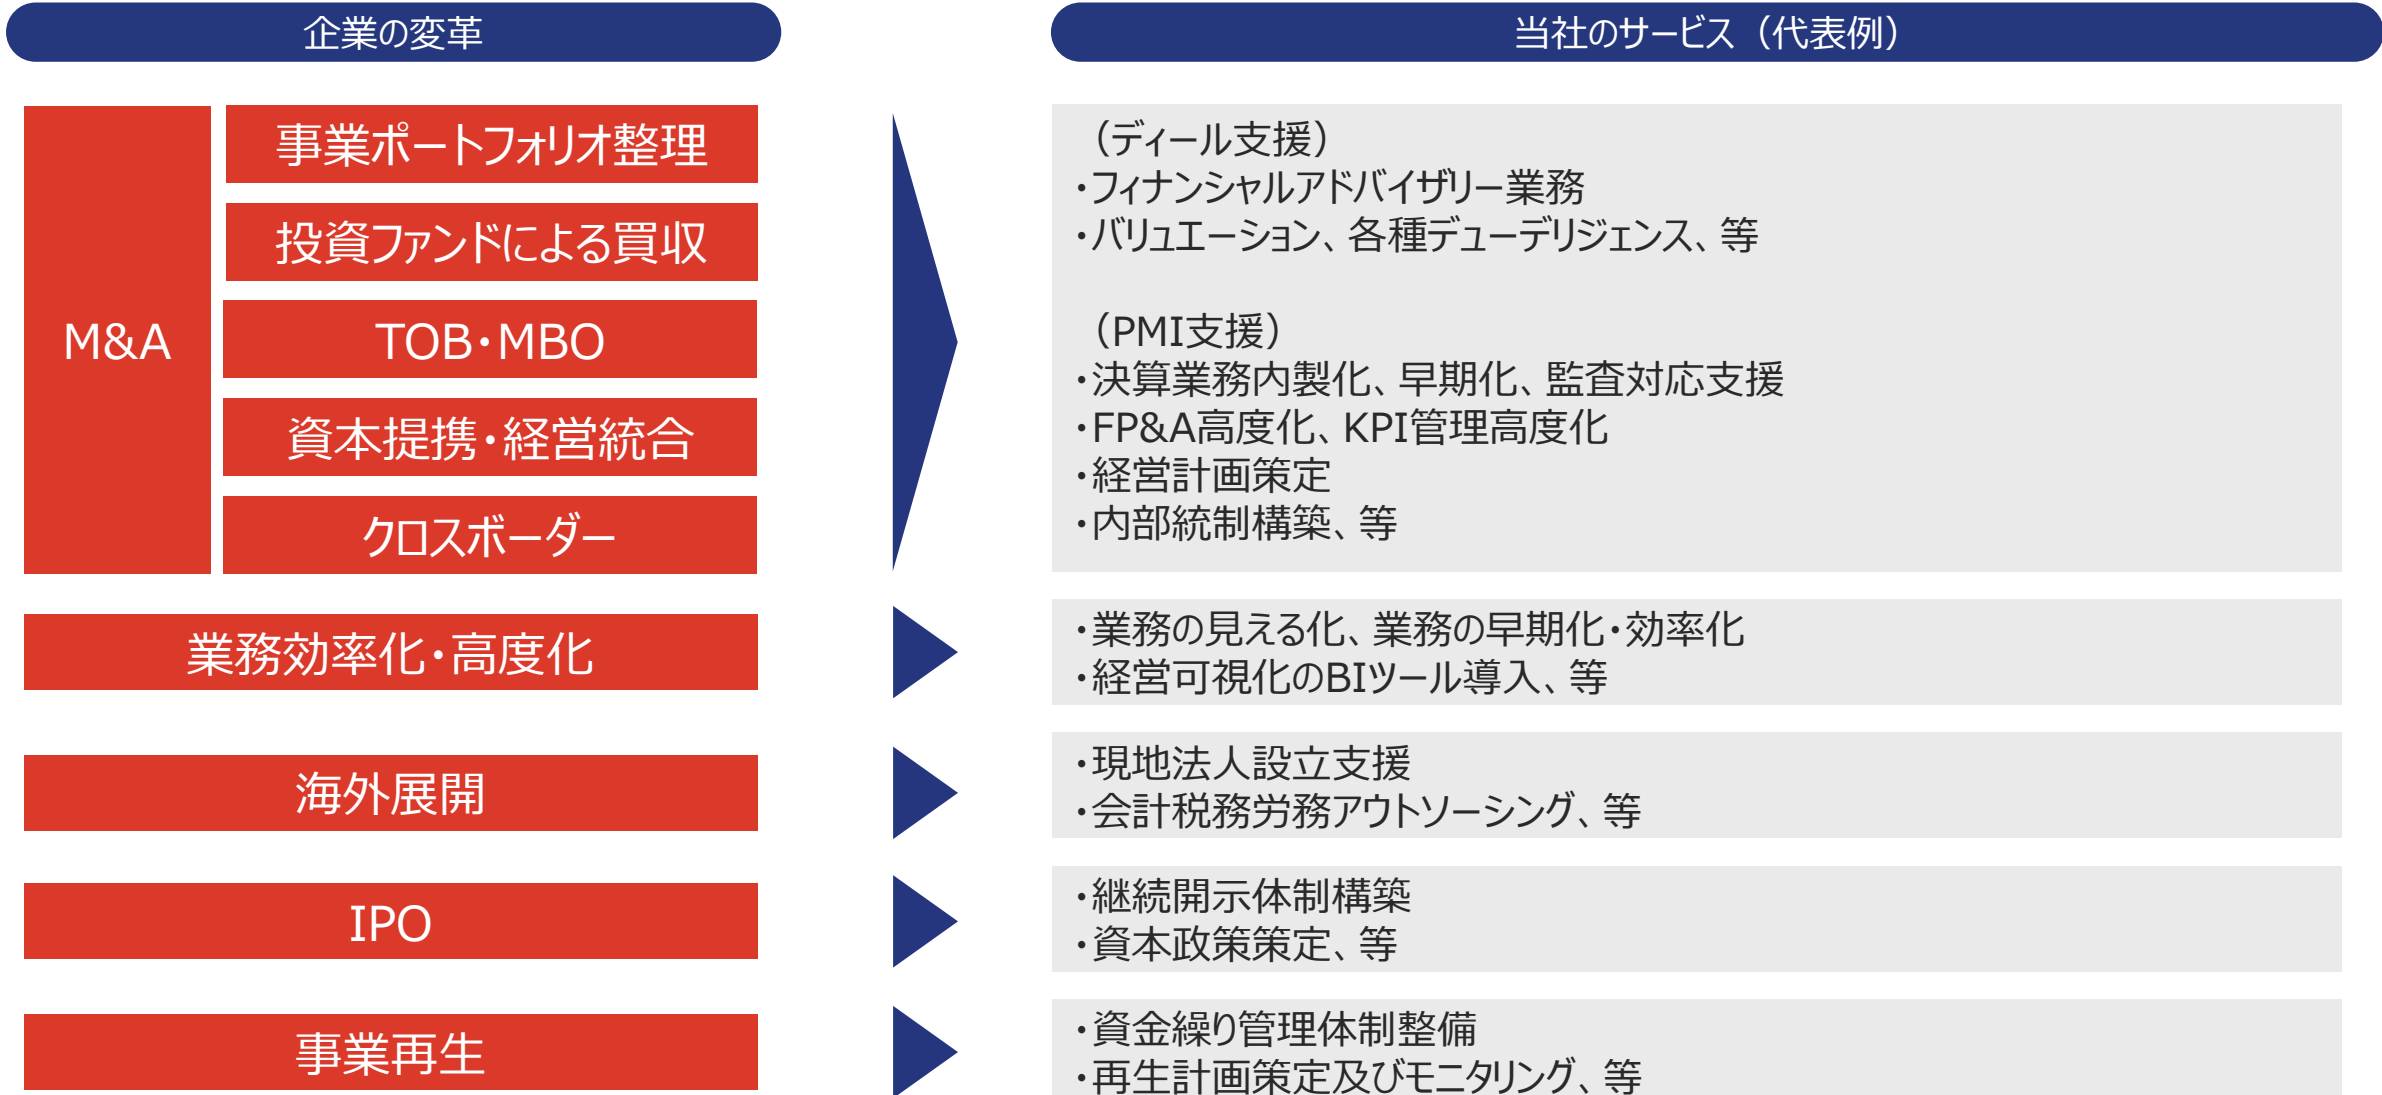 企業の変革
当社のサービス（代表例）
M&A
事業ポートフォリオ整理
投資ファンドによる買収
TOB・MBO
資本提携・経営統合
クロスボーダー
（ディール支援）
・フィナンシャルアドバイザリー業務
・バリュエーション、各種デューデリジェンス、等
（PMI支援）
・決算業務内製化、早期化、監査対応支援
・FP&A高度化、KPI管理高度化
・経営計画策定
・内部統制構築、等
業務効率化・高度化
・業務の見える化、業務の早期化・効率化
・経営可視化のBIツール導入、等
海外展開
・現地法人設立支援
・会計税務労務アウトソーシング、等
IPO
・継続開示体制構築
・資本政策策定、等
事業再生
・資金繰り管理体制整備
・再生計画策定及びモニタリング、等